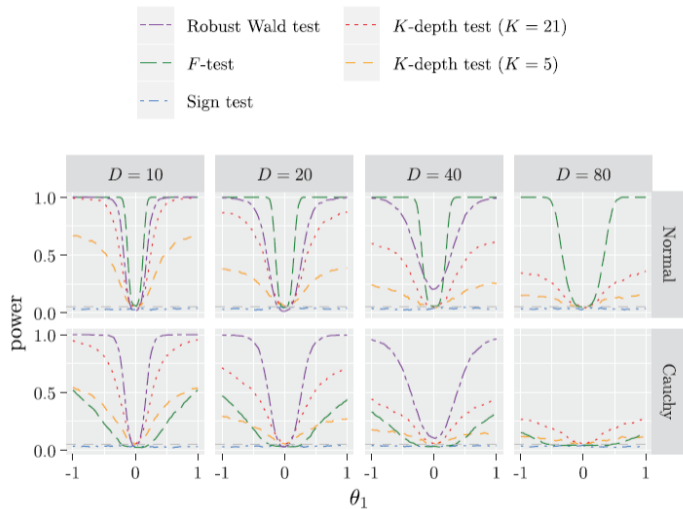 Robust Wald test
K-depth test (K = 21)
F-test
K-depth test (K = 5)
Sign test
D = 10
D = 20
D = 40
D = 80
1.0
0.5
0.0
Normal
power
1.0
0.5
0.0
Cauchy
-1 0 1
-1 0 1
-1 0 1
-1 0 1
θ₁